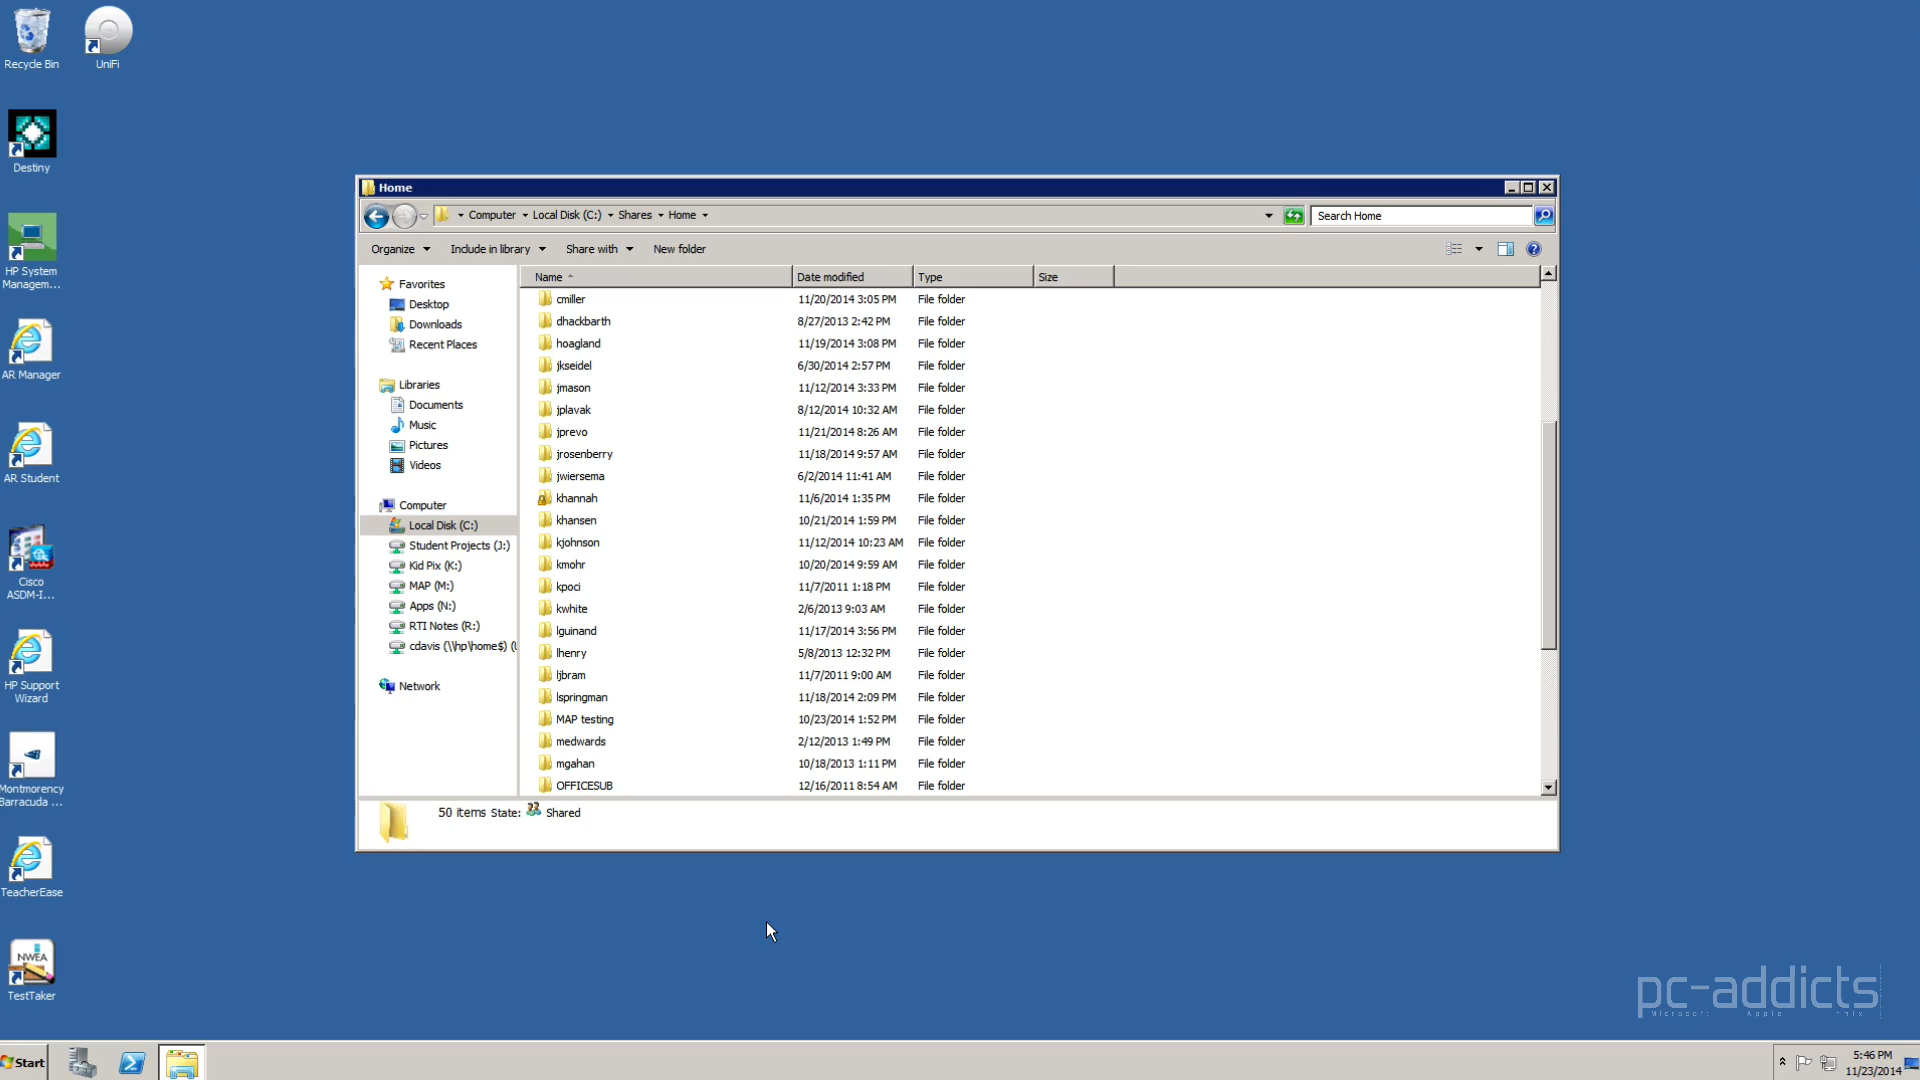 Recycle Bin
UniFi
Destiny
HP System
Managem...
AR Manager
AR Student
Cisco
ASDM-I...
HP Support
Wizard
Montmorency
Barracuda ...
TeacherEase
NWEA
TestTaker
Home
Computer Local Disk (C:) Shares Home
Search Home
Organize Include in library Share with New folder
Favorites
Desktop
Downloads
Recent Places
Libraries
Documents
Music
Pictures
Videos
Computer
Local Disk (C:)
Student Projects (J:)
Kid Pix (K:)
MAP (M:)
Apps (N:)
RTI Notes (R:)
cdavis (\\hp\home$) (
Network
Name Date modified Type Size
cmiller 11/20/2014 3:05 PM File folder
dhackbarth 8/27/2013 2:42 PM File folder
hoagland 11/19/2014 3:08 PM File folder
jkseidel 6/30/2014 2:57 PM File folder
jmason 11/12/2014 3:33 PM File folder
jplavak 8/12/2014 10:32 AM File folder
jprevo 11/21/2014 8:26 AM File folder
jrosenberry 11/18/2014 9:57 AM File folder
jwiersema 6/2/2014 11:41 AM File folder
khannah 11/6/2014 1:35 PM File folder
khansen 10/21/2014 1:59 PM File folder
kjohnson 11/12/2014 10:23 AM File folder
kmohr 10/20/2014 9:59 AM File folder
kpoci 11/7/2011 1:18 PM File folder
kwhite 2/6/2013 9:03 AM File folder
lguinand 11/17/2014 3:56 PM File folder
lhenry 5/8/2013 12:32 PM File folder
ljbram 11/7/2011 9:00 AM File folder
lspringman 11/18/2014 2:09 PM File folder
MAP testing 10/23/2014 1:52 PM File folder
medwards 2/12/2013 1:49 PM File folder
mgahan 10/18/2013 1:11 PM File folder
OFFICESUB 12/16/2011 8:54 AM File folder
50 items State: Shared
pc-addicts
Microsoft Apple
Start
5:46 PM
11/23/2014